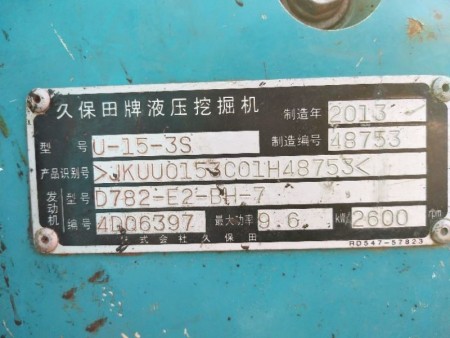 久保田牌液压挖掘机 制造年 2013
型号 U-15-3S 制造编号 48753
产品识别号 >JKUU0153C01H48753<
发动机 型号 D782-E2-BH-7
编号 4DQ6397 最大功率 9.6 kW/ 2600 rpm
株式会社久保田 RD547-57823